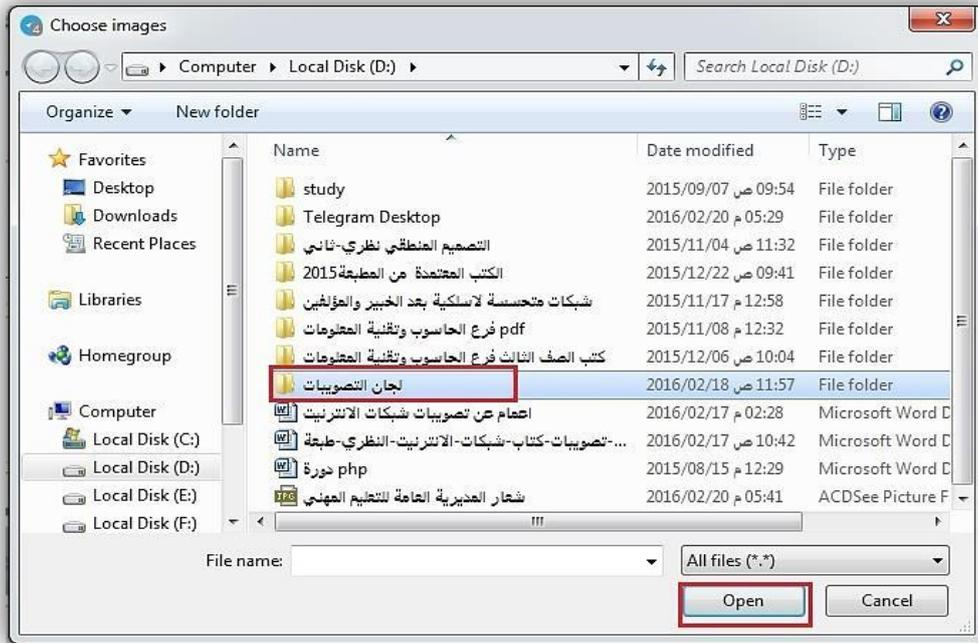 Choose images
Computer Local Disk (D:)
Search Local Disk (D:)
Organize New folder
Name Date modified Type
Favorites
Desktop
Downloads
Recent Places
Libraries
Homegroup
Computer
Local Disk (C:)
Local Disk (D:)
Local Disk (E:)
Local Disk (F:)
study 2015/09/07 ص 09:54 File folder
Telegram Desktop 2016/02/20 م 05:29 File folder
التصميم المنطقي نظري-ثاني 2015/11/04 ص 11:32 File folder
الكتب المعتمدة من المطبعة2015 2015/12/22 ص 09:41 File folder
شبكات متحسسة لاسلكية بعد الخبير والمؤلفين 2015/11/17 م 12:58 File folder
فرع الحاسوب وتقنية المعلومات pdf 2015/11/08 م 12:32 File folder
كتب الصف الثالث فرع الحاسوب وتقنية المعلومات 2015/12/06 ص 10:04 File folder
لجان التصويبات 2016/02/18 ص 11:57 File folder
اعمام عن تصويبات شبكات الانترنيت 2016/02/17 م 02:28 Microsoft Word D
تصويبات-كتاب-شبكات-الانترنيت-النظري-طبعة-... 2016/02/17 ص 10:42 Microsoft Word D
دورة php 2015/08/15 م 12:29 Microsoft Word D
شعار المديرية العامة للتعليم المهني 2016/02/20 م 05:41 ACDSee Picture F
File name:
All files (*.*)
Open Cancel